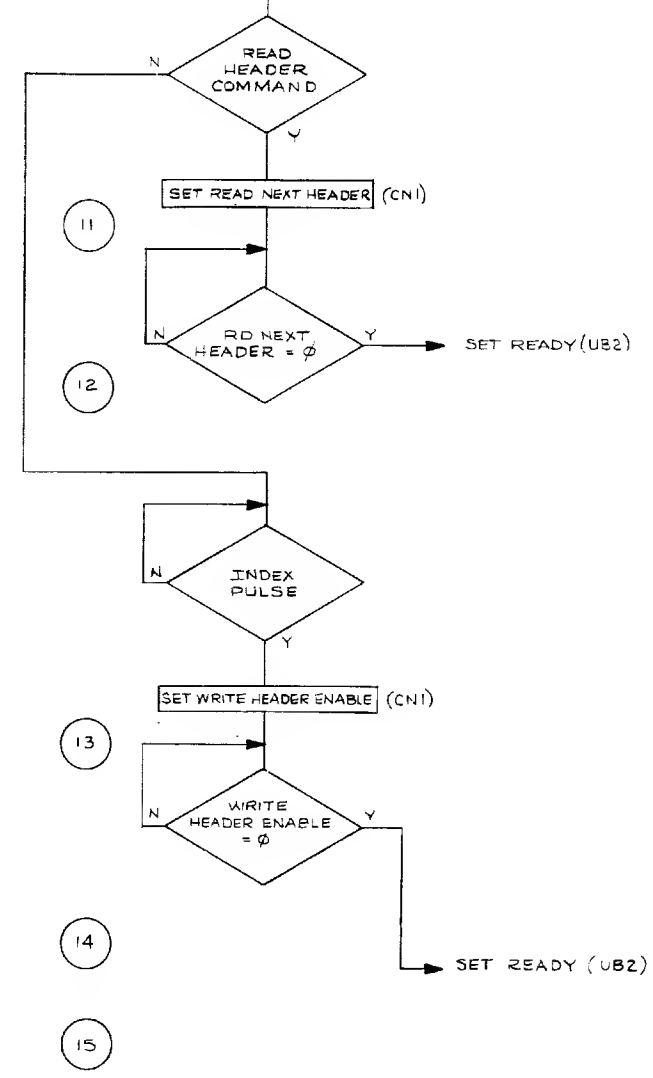 READ
HEADER
COMMAND
N
Y
SET READ NEXT HEADER (CN1)
11
N
RD NEXT
HEADER = φ
Y
SET READY (UB2)
12
INDEX
PULSE
N
Y
SET WRITE HEADER ENABLE (CN1)
13
N
WRITE
HEADER ENABLE
= φ
Y
14
SET READY (UB2)
15